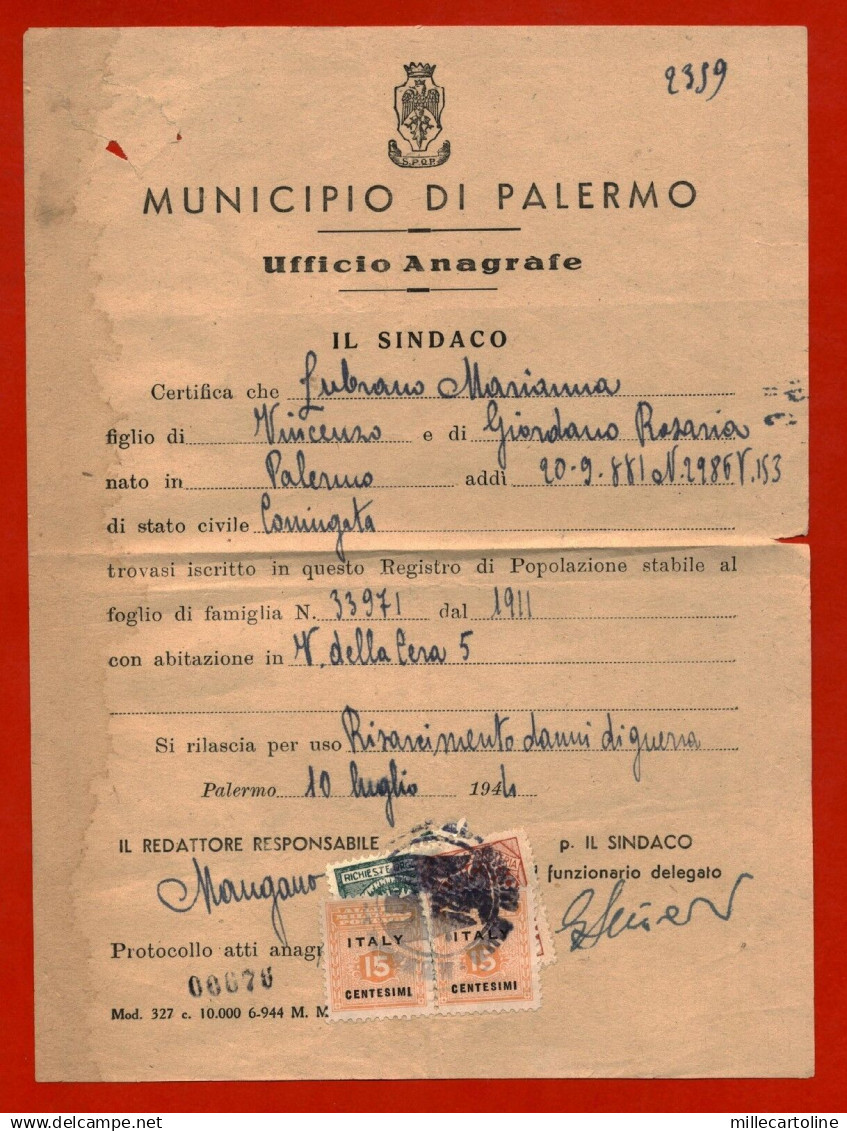 2359
S.P.Q.P.
MUNICIPIO DI PALERMO
Ufficio Anagrafe
IL SINDACO
Certifica che Lubrano Marianna
figlio di Vincenzo e di Giordano Rosaria
nato in Palermo addì 20-9-881 N. 2986 V. 153
di stato civile Coniugata
trovasi iscritto in questo Registro di Popolazione stabile al
foglio di famiglia N. 33971 dal 1911
con abitazione in V. della Cera 5
Si rilascia per uso Risarcimento danni di guerra
Palermo 10 luglio 1944
IL REDATTORE RESPONSABILE p. IL SINDACO
funzionario delegato
Mangano
RICHIESTE
Protocollo atti anagr
ITALY ITALY
15 15
CENTESIMI CENTESIMI
00676
Mod. 327 c. 10.000 6-944 M. M
www.delcampe.net
millecartoline